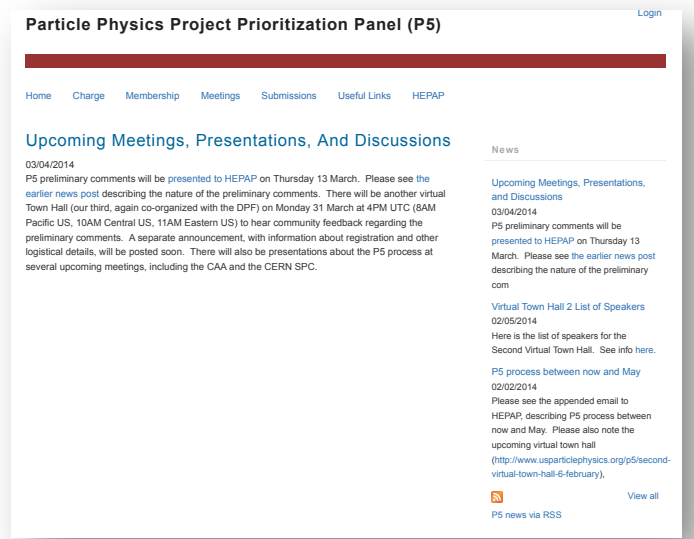 Login
Particle Physics Project Prioritization Panel (P5)
Home Charge Membership Meetings Submissions Useful Links HEPAP
Upcoming Meetings, Presentations, And Discussions
03/04/2014
P5 preliminary comments will be presented to HEPAP on Thursday 13 March. Please see the
earlier news post describing the nature of the preliminary comments. There will be another virtual
Town Hall (our third, again co-organized with the DPF) on Monday 31 March at 4PM UTC (8AM
Pacific US, 10AM Central US, 11AM Eastern US) to hear community feedback regarding the
preliminary comments. A separate announcement, with information about registration and other
logistical details, will be posted soon. There will also be presentations about the P5 process at
several upcoming meetings, including the CAA and the CERN SPC.
News
Upcoming Meetings, Presentations,
and Discussions
03/04/2014
P5 preliminary comments will be
presented to HEPAP on Thursday 13
March. Please see the earlier news post
describing the nature of the preliminary
com
Virtual Town Hall 2 List of Speakers
02/05/2014
Here is the list of speakers for the
Second Virtual Town Hall. See info here.
P5 process between now and May
02/02/2014
Please see the appended email to
HEPAP, describing P5 process between
now and May. Please also note the
upcoming virtual town hall
(http://www.usparticlephysics.org/p5/second-
virtual-town-hall-6-february),
View all
P5 news via RSS